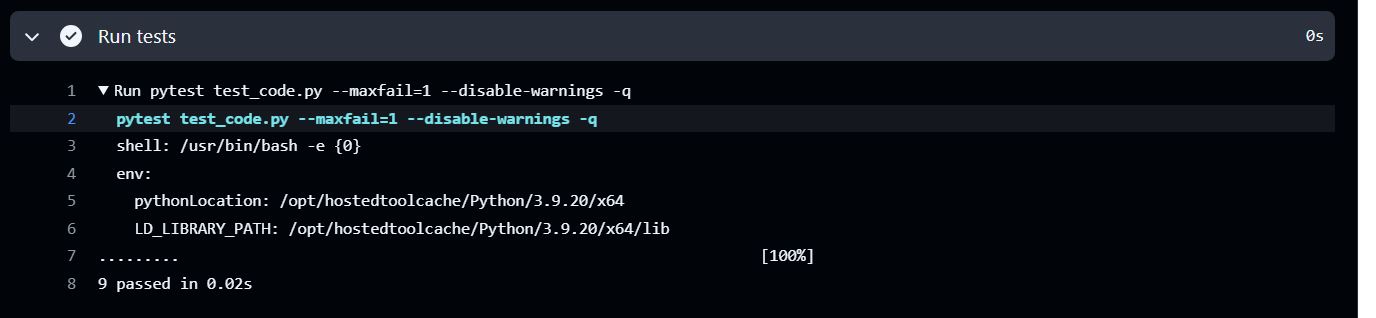 Run tests 0s
1 ▼ Run pytest test_code.py --maxfail=1 --disable-warnings -q
2 pytest test_code.py --maxfail=1 --disable-warnings -q
3 shell: /usr/bin/bash -e {0}
4 env:
5 pythonLocation: /opt/hostedtoolcache/Python/3.9.20/x64
6 LD_LIBRARY_PATH: /opt/hostedtoolcache/Python/3.9.20/x64/lib
7 ......... [100%]
8 9 passed in 0.02s